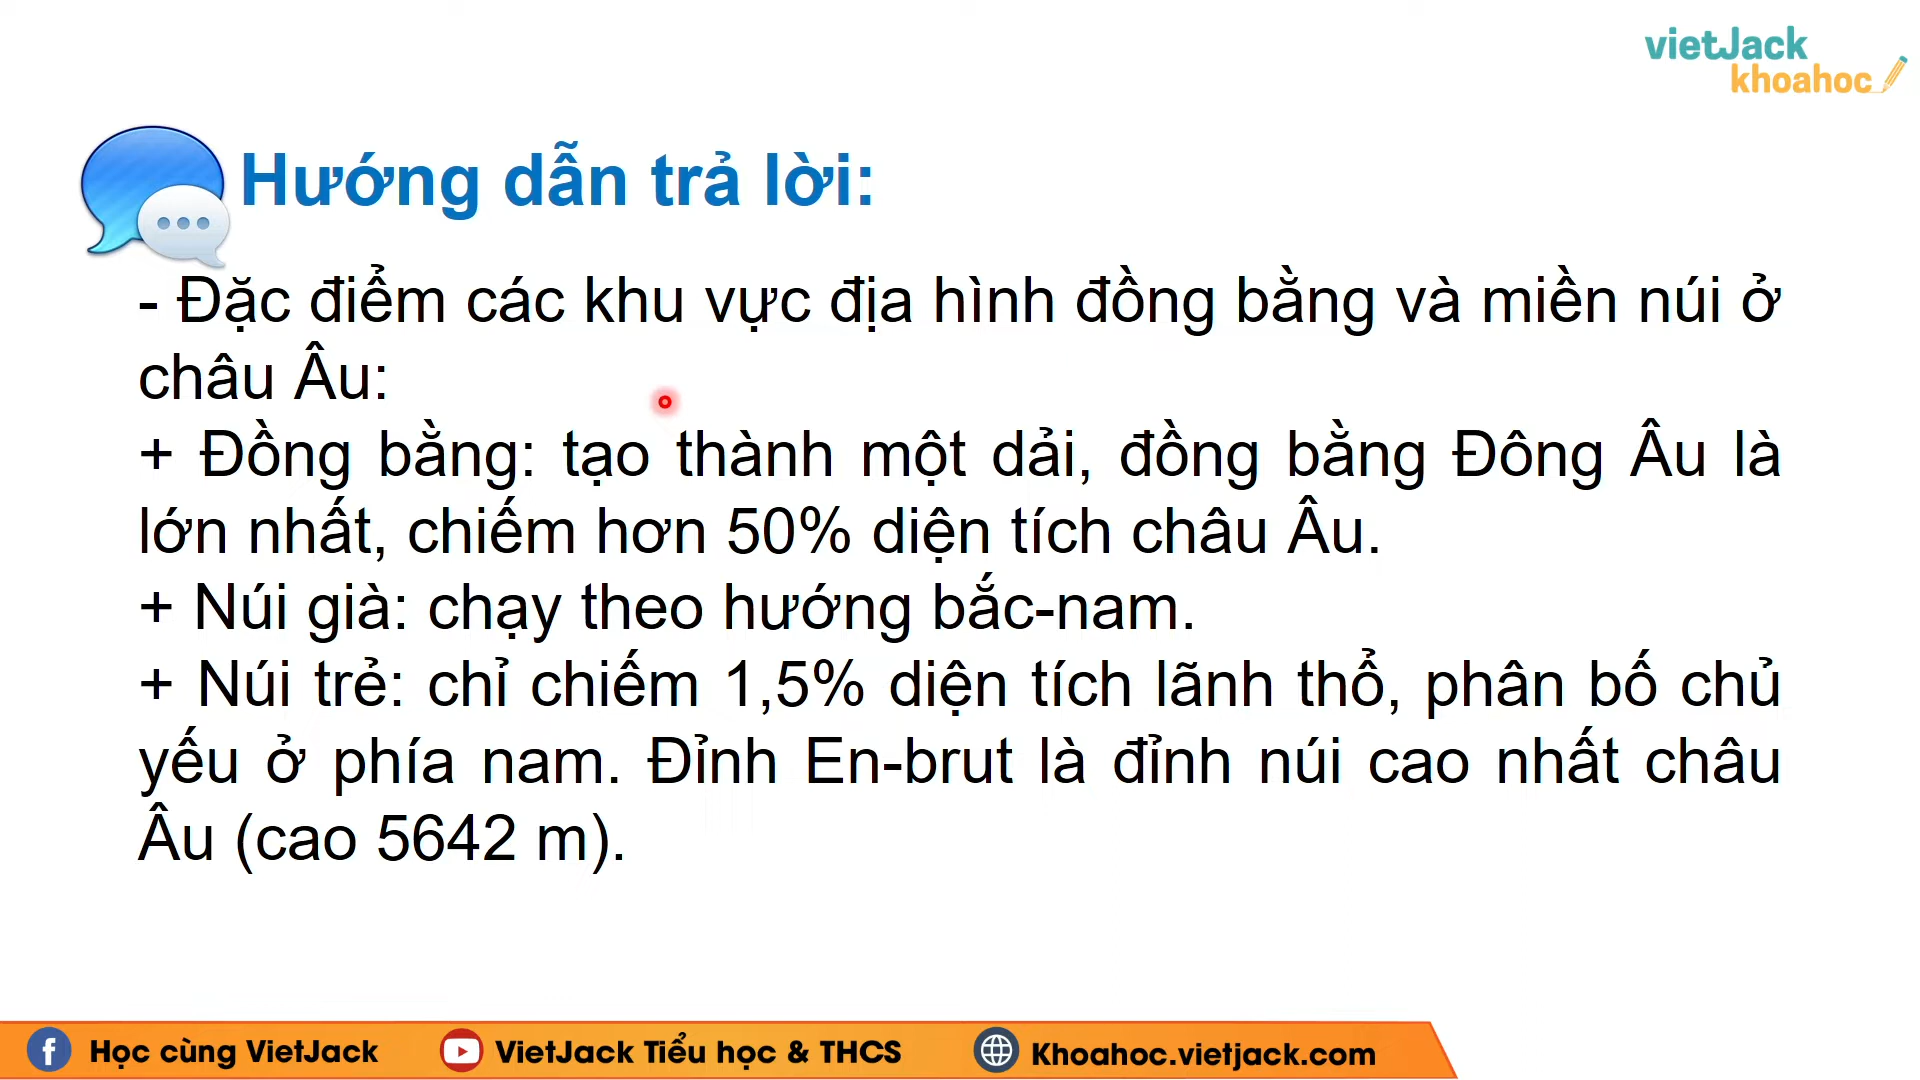 vietJack
khoahoc
Hướng dẫn trả lời:
- Đặc điểm các khu vực địa hình đồng bằng và miền núi ở
châu Âu:
+ Đồng bằng: tạo thành một dải, đồng bằng Đông Âu là
lớn nhất, chiếm hơn 50% diện tích châu Âu.
+ Núi già: chạy theo hướng bắc-nam.
+ Núi trẻ: chỉ chiếm 1,5% diện tích lãnh thổ, phân bố chủ
yếu ở phía nam. Đỉnh En-brut là đỉnh núi cao nhất châu
Âu (cao 5642 m).
Học cùng VietJack
VietJack Tiểu học & THCS
Khoahoc.vietjack.com